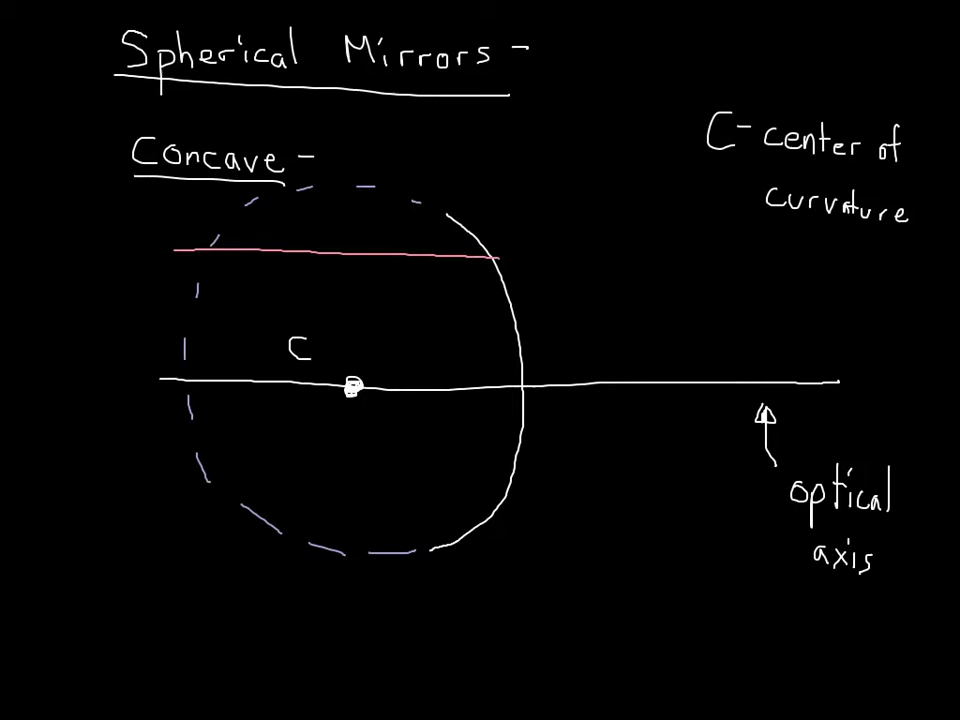 Spherical Mirrors -
Concave -
C - center of
curvature
C
optical
axis